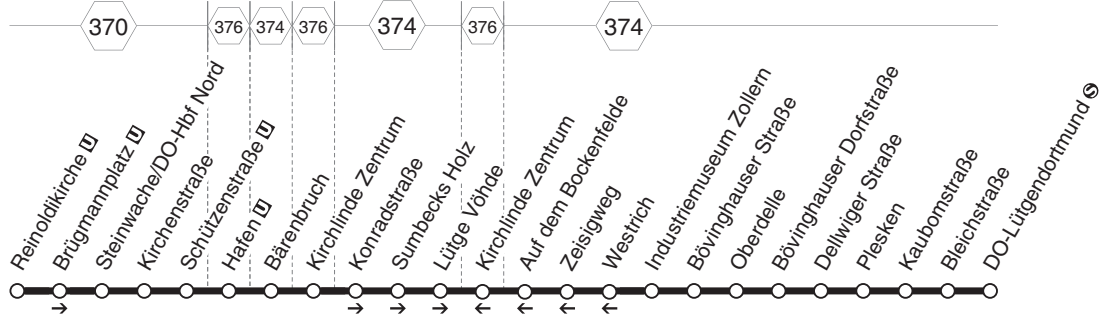 370 376 374 376 374 376 374
Reinoldikirche U
Brügmannplatz U
Steinwache/DO-Hbf Nord
Kirchenstraße
Schützenstraße U
Hafen U
Bärenbruch
Kirchlinde Zentrum
Konradstraße
Sumbecks Holz
Lütge Vöhde
Kirchlinde Zentrum
Auf dem Bockenfelde
Zeisigweg
Westrich
Industriemuseum Zollern
Bövinghauser Straße
Oberdelle
Bövinghauser Dorfstraße
Dellwiger Straße
Plesken
Kaubomstraße
Bleichstraße
DO-Lütgendortmund S